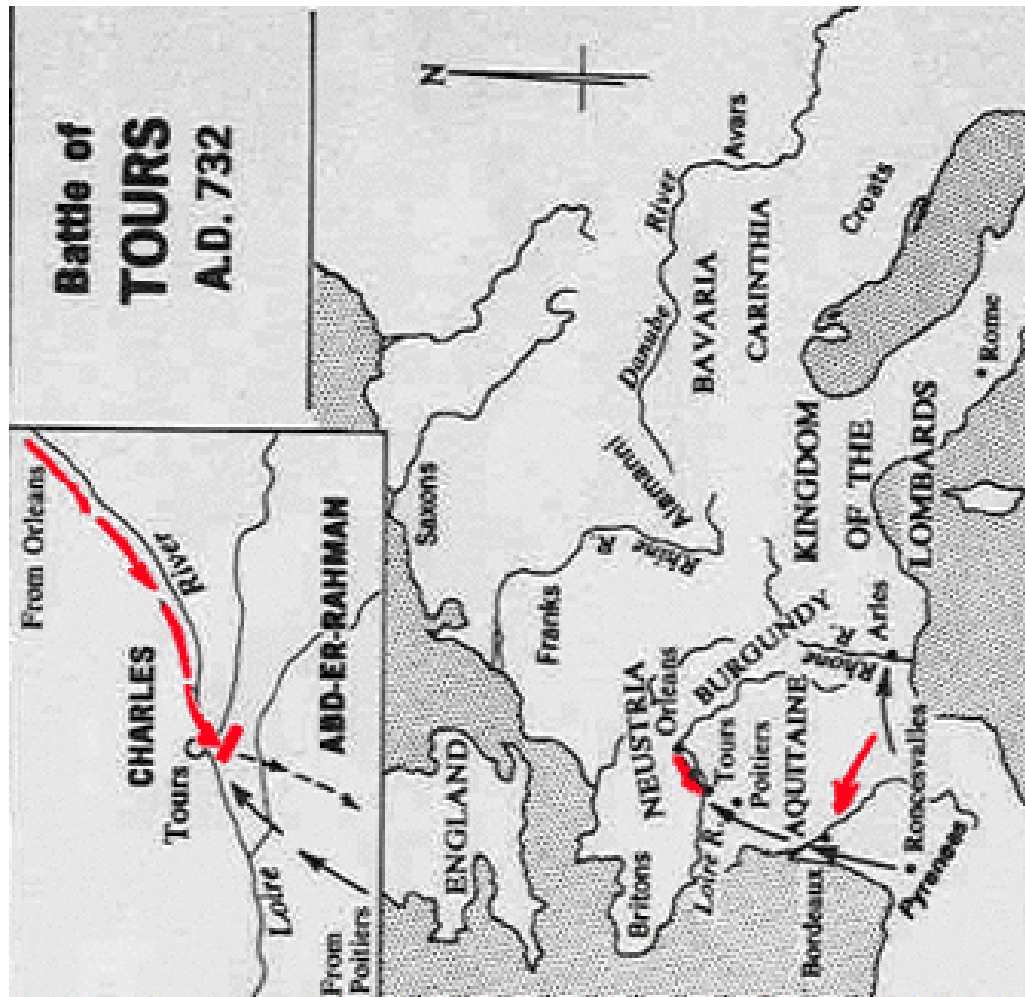 Battle of
TOURS
A.D. 732
N
From Orleans
River
CHARLES
Tours
Loire
ABD-ER-RAHMAN
From
Poitiers
Saxons
ENGLAND
Franks
Britons
NEUSTRIA
Orleans
Tours
Poitiers
Loire R.
BURGUNDY
AQUITAINE
Bordeaux
Roncesvalles
Pyrenees
Rhone R.
Arles
Rhine R.
Alemanni
Danube River
Avars
BAVARIA
CARINTHIA
Croats
KINGDOM
OF THE
LOMBARDS
Rome